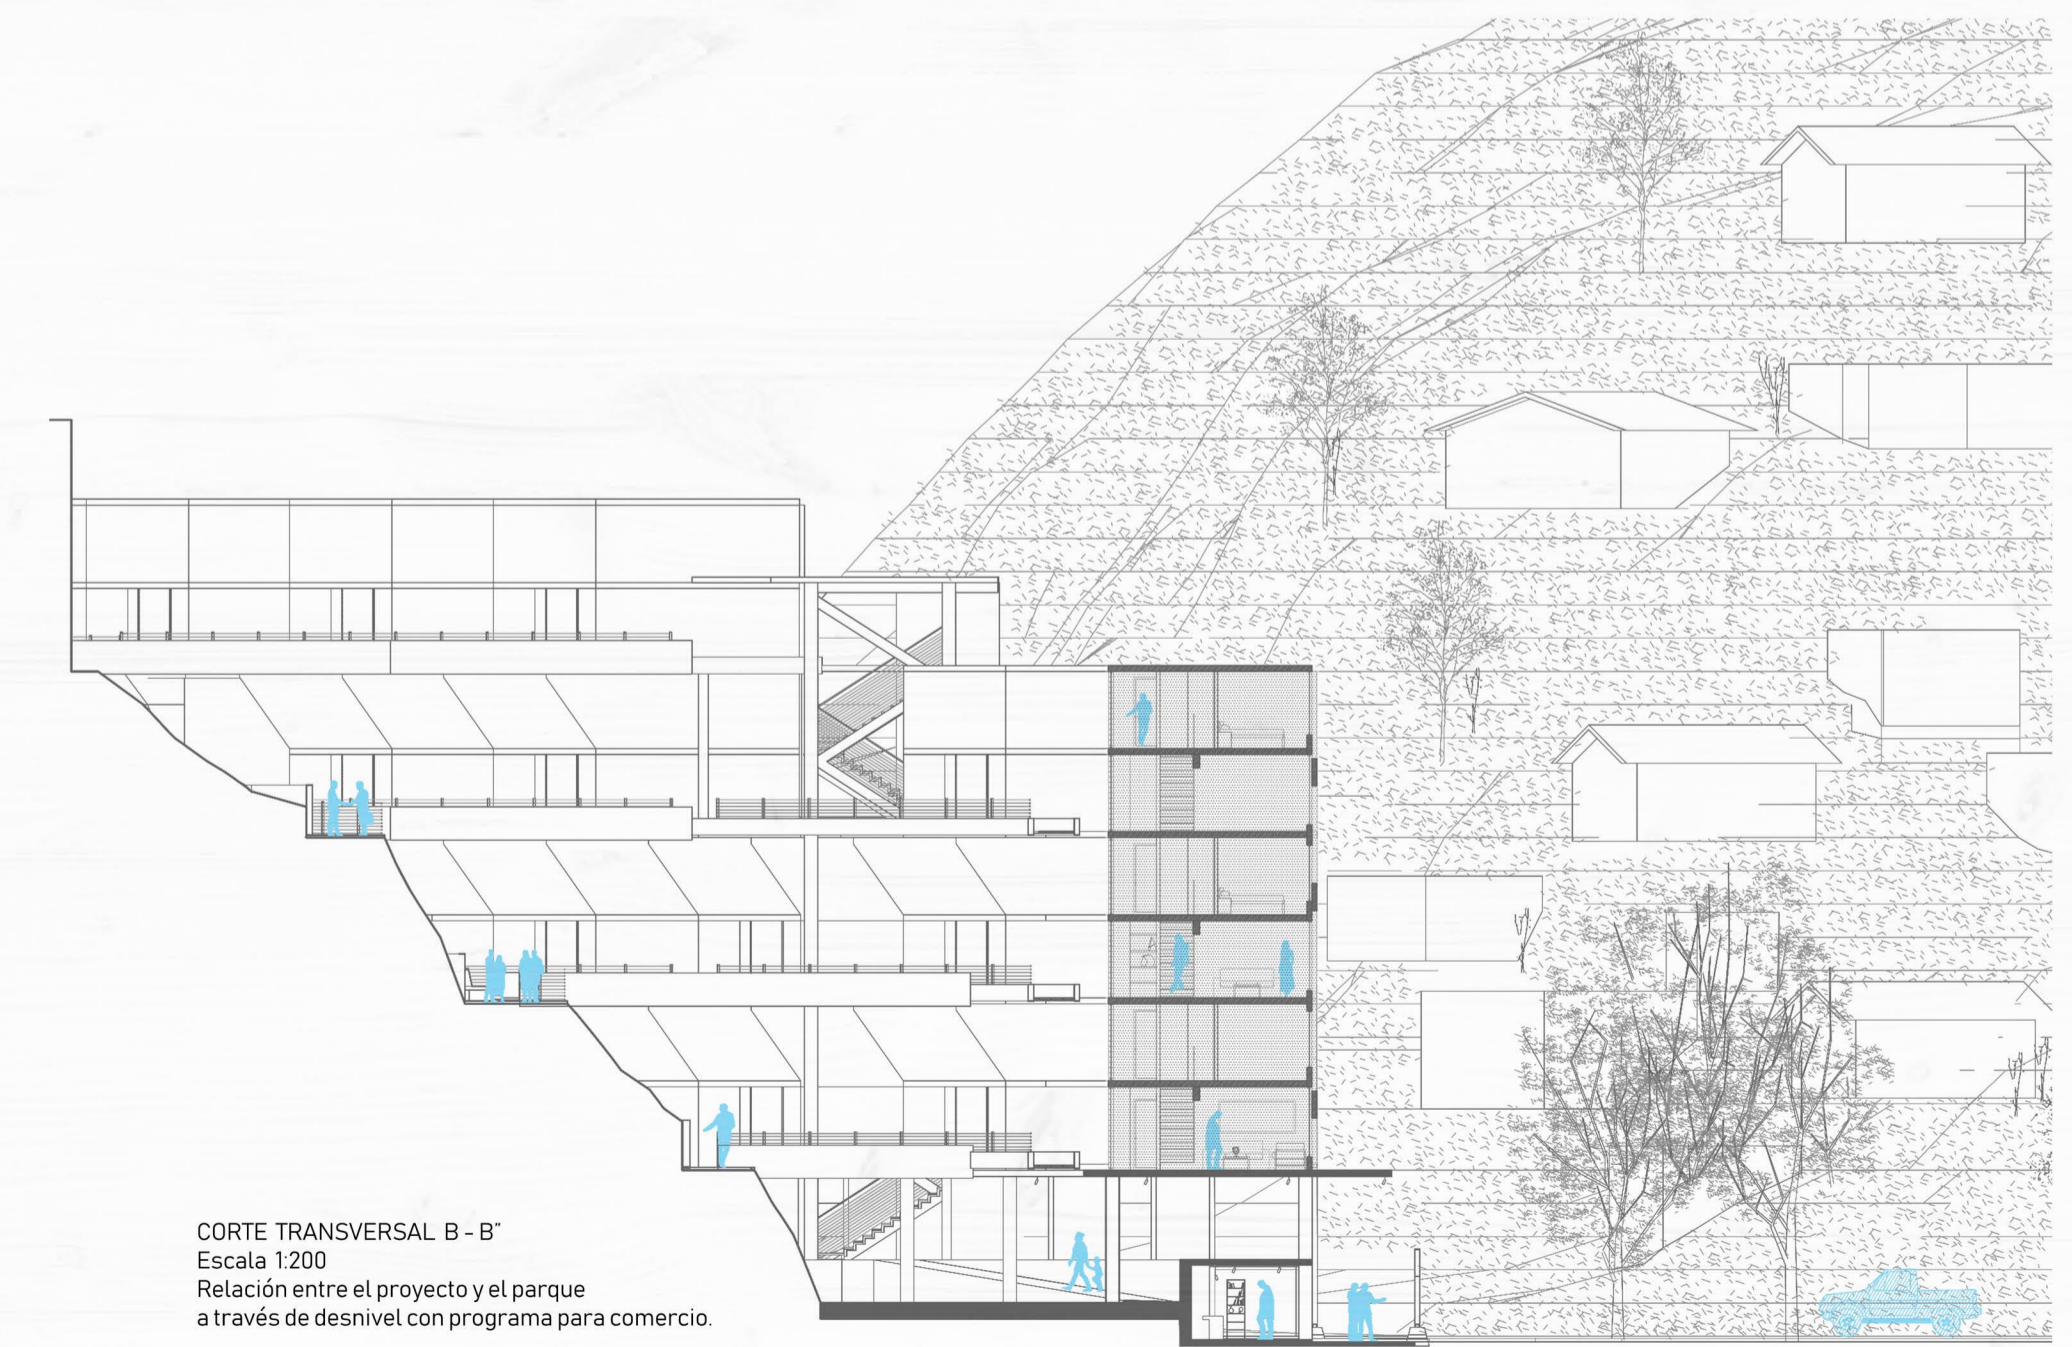 CORTE TRANSVERSAL B - B”
Escala 1:200
Relación entre el proyecto y el parque
a través de desnivel con programa para comercio.